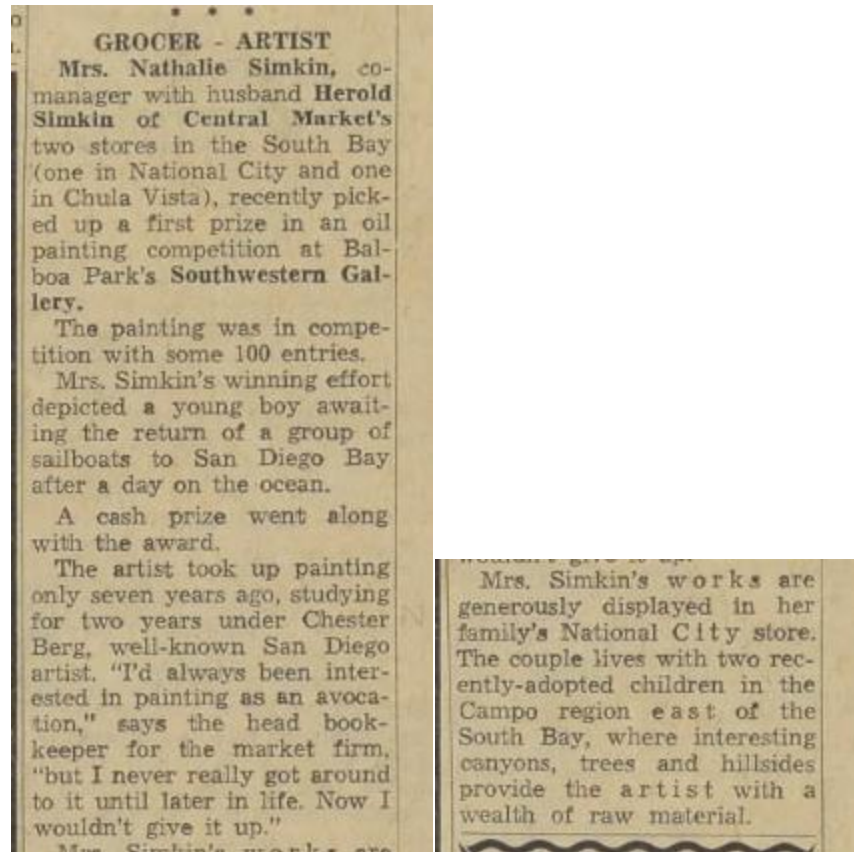 * * *
GROCER - ARTIST
Mrs. Nathalie Simkin, co-
manager with husband Herold
Simkin of Central Market's
two stores in the South Bay
(one in National City and one
in Chula Vista), recently pick-
ed up a first prize in an oil
painting competition at Bal-
boa Park's Southwestern Gal-
lery.
The painting was in compe-
tition with some 100 entries.
Mrs. Simkin's winning effort
depicted a young boy await-
ing the return of a group of
sailboats to San Diego Bay
after a day on the ocean.
A cash prize went along
with the award.
The artist took up painting
only seven years ago, studying
for two years under Chester
Berg, well-known San Diego
artist. "I'd always been inter-
ested in painting as an avoca-
tion," says the head book-
keeper for the market firm,
"but I never really got around
to it until later in life. Now I
wouldn't give it up."
Mrs. Simkin's works are
wouldn't give it up."
Mrs. Simkin's works are
generously displayed in her
family's National City store.
The couple lives with two rec-
ently-adopted children in the
Campo region east of the
South Bay, where interesting
canyons, trees and hillsides
provide the artist with a
wealth of raw material.